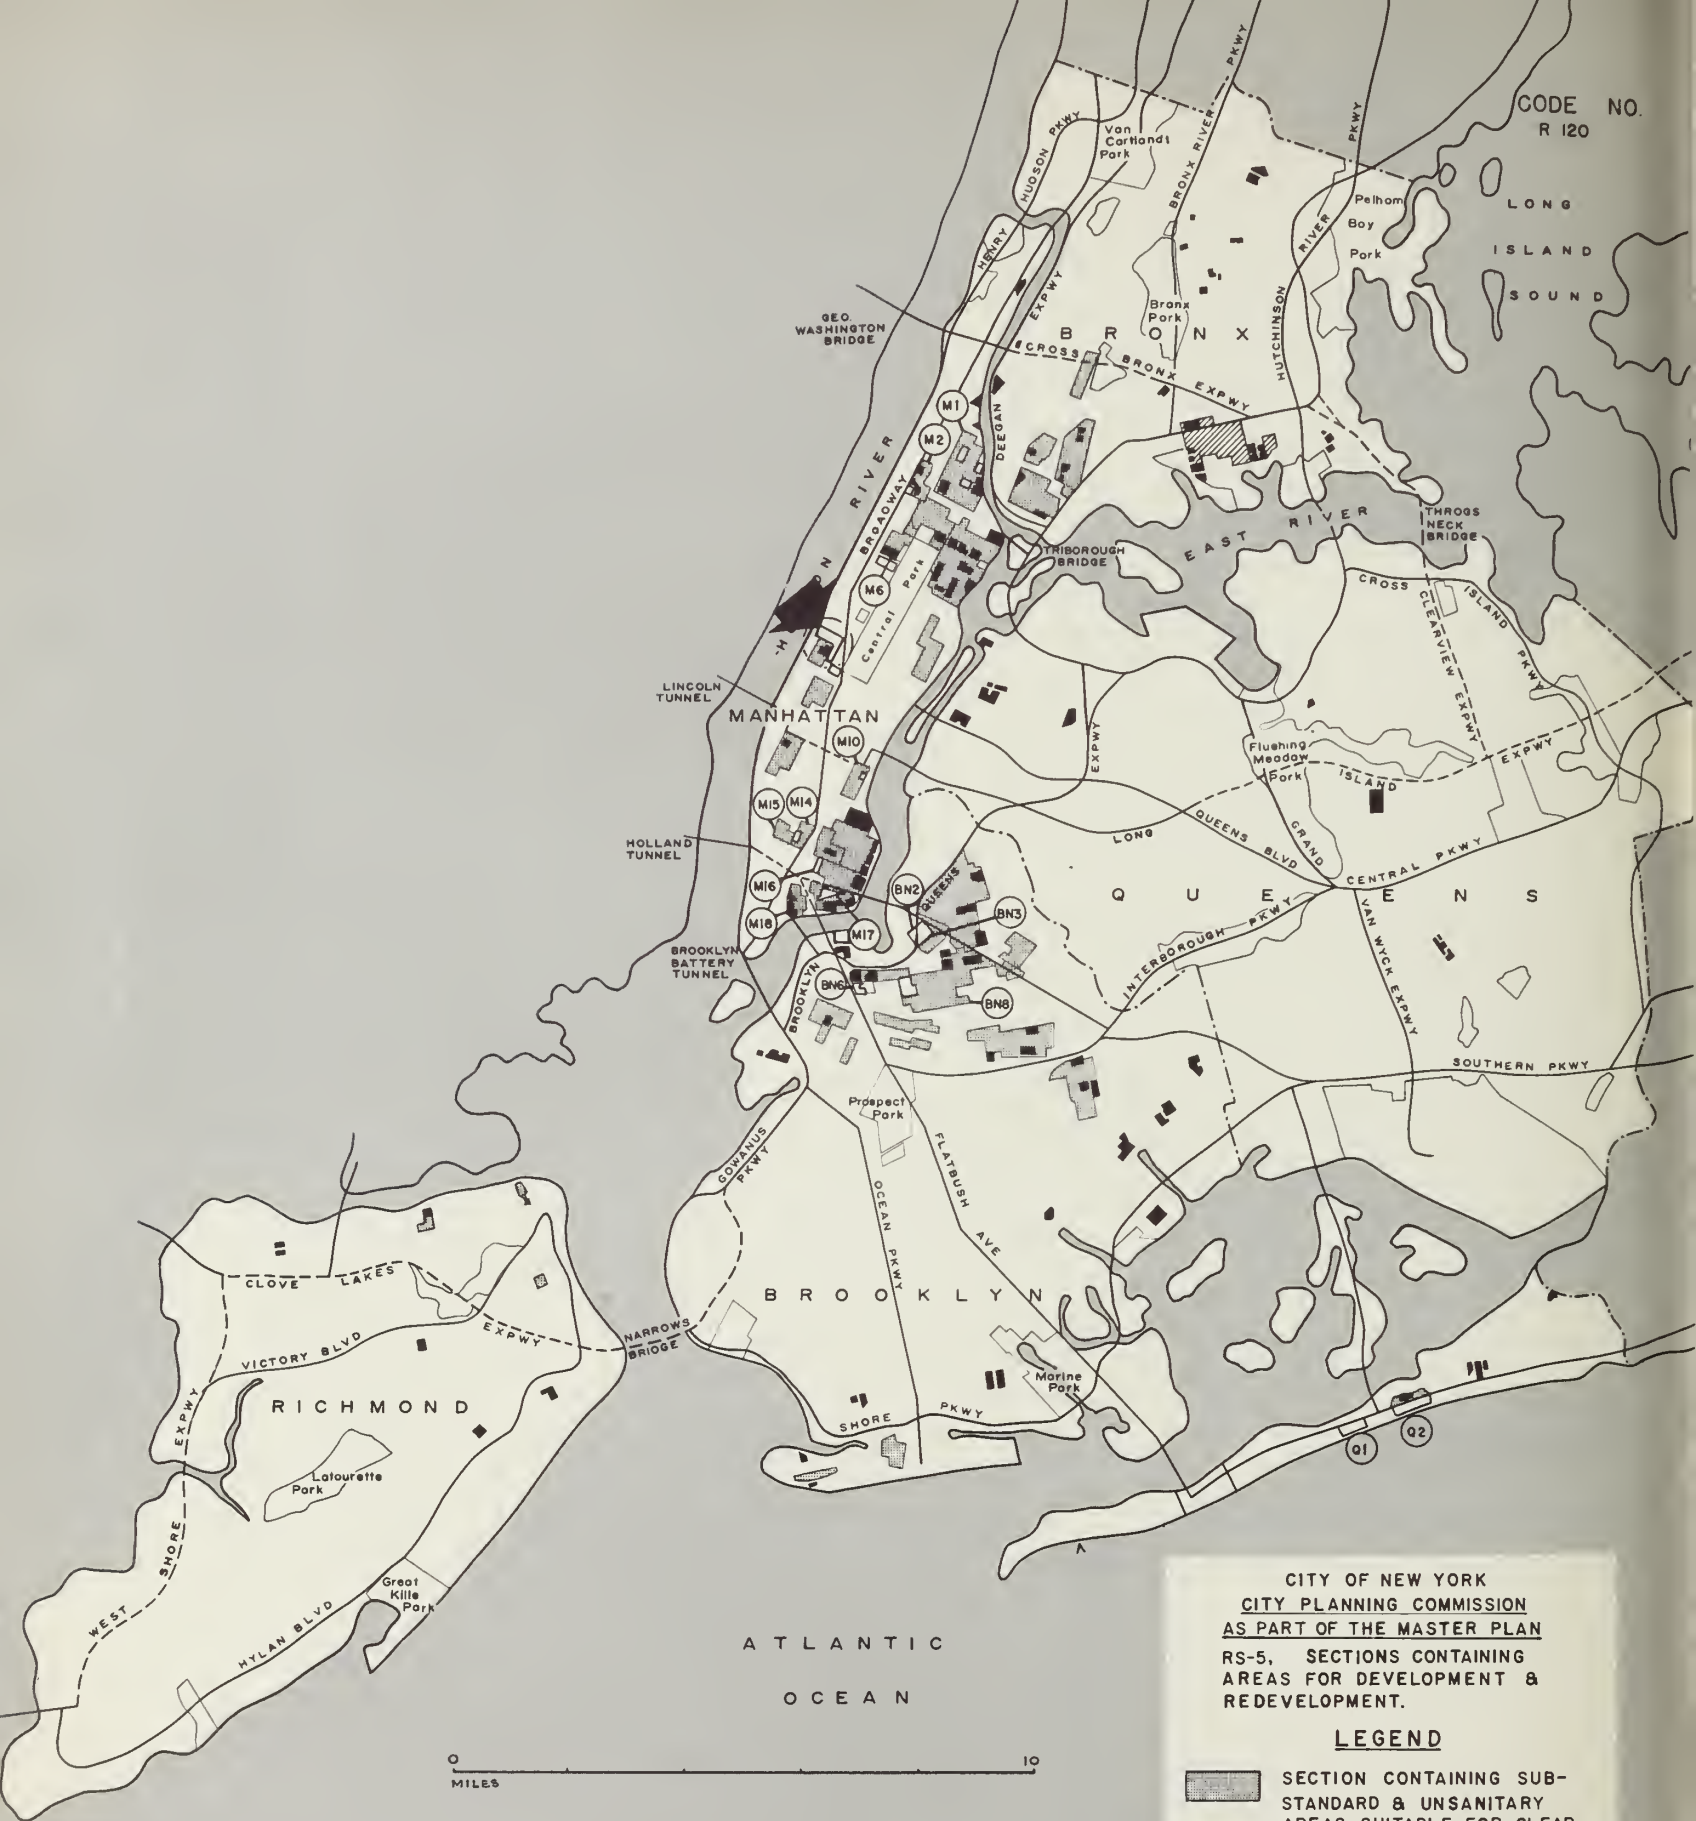 CODE NO.
R 120
LONG
ISLAND
SOUND
HENRY HUDSON PKWY
Van
Cortlandt
Park
BRONX RIVER PKWY
HUTCHINSON RIVER PKWY
Pelham
Bay
Park
Bronx
Park
BRONX
GEO.
WASHINGTON
BRIDGE
CROSS BRONX EXPWY
DEEGAN EXPWY
M1
M2
HUDSON RIVER
BROADWAY
M6
Central Park
TRIBOROUGH
BRIDGE
EAST RIVER
THROGS
NECK
BRIDGE
CROSS ISLAND PKWY
CLEARVIEW EXPWY
LINCOLN
TUNNEL
MANHATTAN
M10
EXPWY
Flushing
Meadow
Park
LONG ISLAND EXPWY
QUEENS BLVD
GRAND CENTRAL PKWY
M15
M14
HOLLAND
TUNNEL
M16
M18
M17
BN2
BN3
BN6
BN8
QUEENS
BROOKLYN
QUEENS
BROOKLYN
BATTERY
TUNNEL
INTERBOROUGH PKWY
VAN WYCK EXPWY
SOUTHERN PKWY
Prospect
Park
GOWANUS
PKWY
FLATBUSH AVE
OCEAN PKWY
BROOKLYN
CLOVE LAKES EXPWY
NARROWS
BRIDGE
VICTORY BLVD
RICHMOND
Marine
Park
SHORE PKWY
Q1
Q2
Latourette
Park
WEST SHORE EXPWY
Great
Kills
Park
HYLAN BLVD
ATLANTIC
OCEAN
0 10
MILES
CITY OF NEW YORK
CITY PLANNING COMMISSION
AS PART OF THE MASTER PLAN
RS-5, SECTIONS CONTAINING
AREAS FOR DEVELOPMENT &
REDEVELOPMENT.
LEGEND
SECTION CONTAINING SUB-
STANDARD & UNSANITARY
AREAS SUITABLE FOR CLEAR